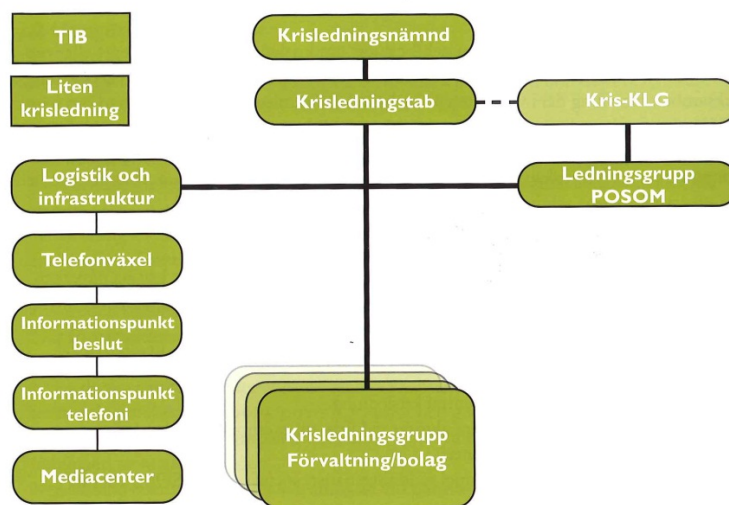 TIB
Liten
krisledning
Krisledningsnämnd
Krisledningstab
Kris-KLG
Logistik och
infrastruktur
Ledningsgrupp
POSOM
Telefonväxel
Informationspunkt
beslut
Informationspunkt
telefoni
Mediacenter
Krisledningsgrupp
Förvaltning/bolag